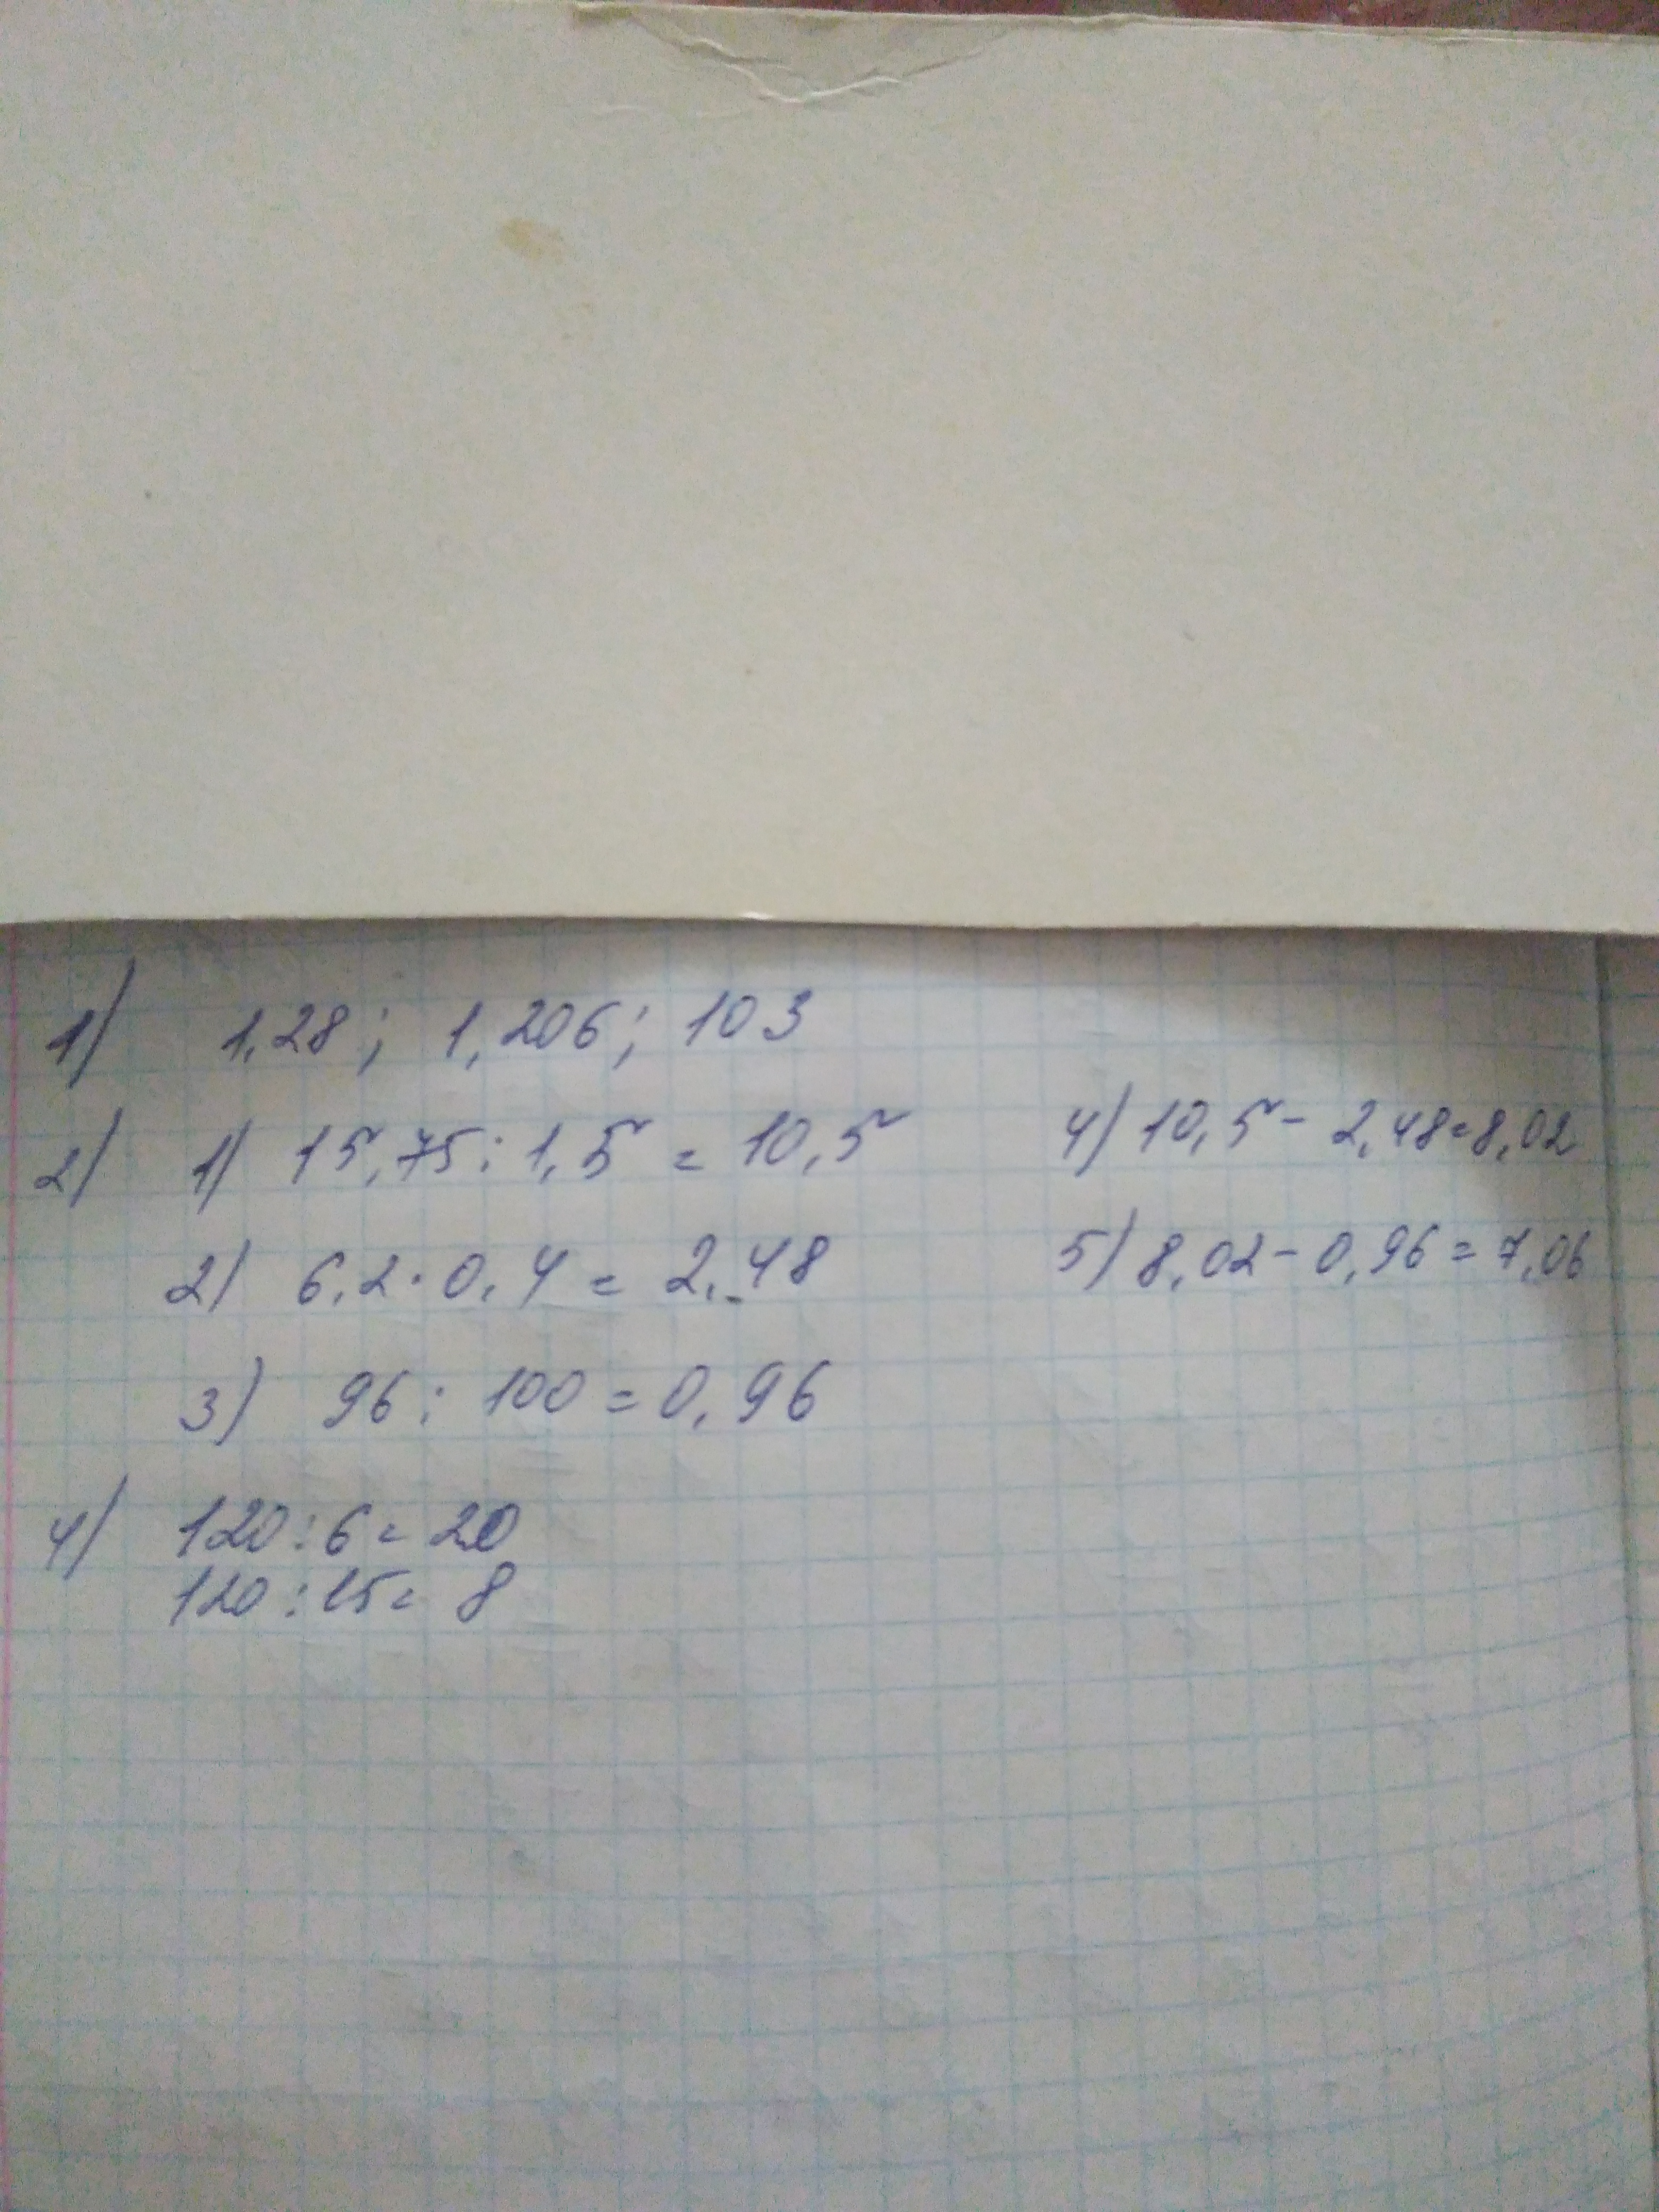 1) 1,28; 1,206; 103
2) 1) 15,75:1,5 = 10,5
2) 6,2·0,4 = 2,48
3) 96:100=0,96
4) 10,5-2,48=8,02
5) 8,02-0,96=7,06
4) 120:6=20
120:15=8